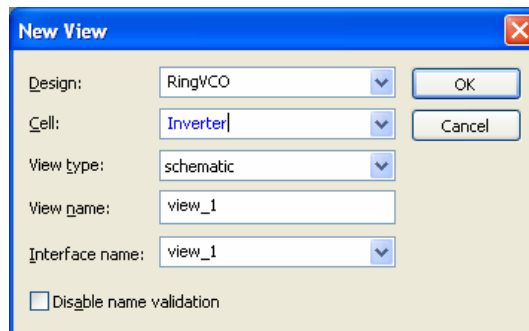 New View
Design: RingVCO OK
Cell: Inverter Cancel
View type: schematic
View name: view_1
Interface name: view_1
Disable name validation